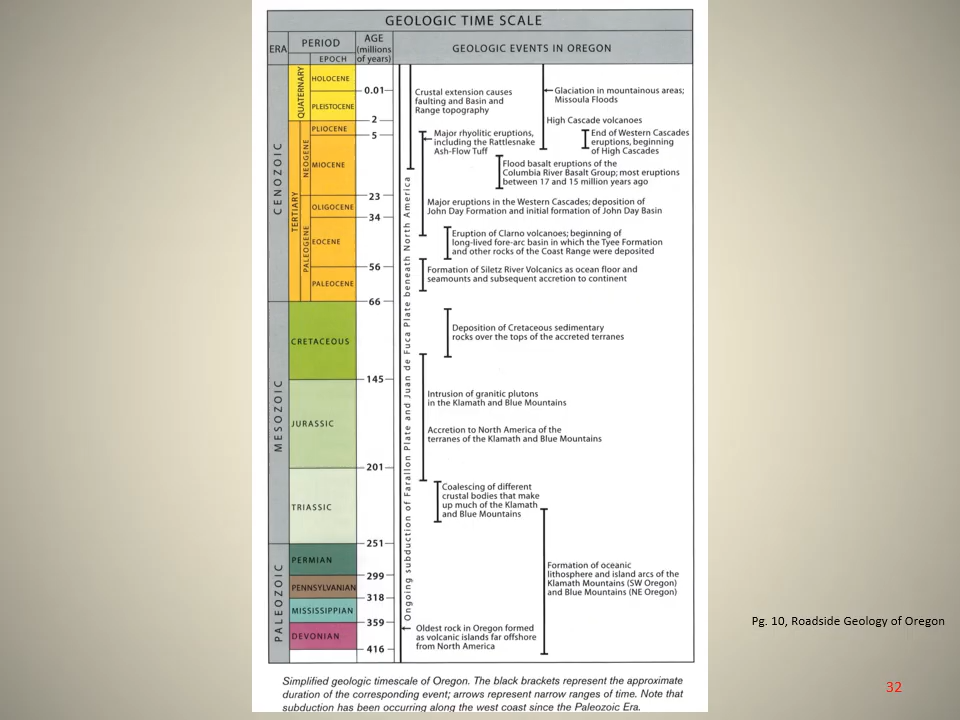 GEOLOGIC TIME SCALE
ERA
PERIOD
EPOCH
AGE
(millions
of years)
GEOLOGIC EVENTS IN OREGON
CENOZOIC
QUATERNARY
HOLOCENE
0.01
PLEISTOCENE
2
TERTIARY
NEOGENE
PLIOCENE
5
MIOCENE
23
PALEOGENE
OLIGOCENE
34
EOCENE
56
PALEOCENE
66
MESOZOIC
CRETACEOUS
145
JURASSIC
201
TRIASSIC
251
PALEOZOIC
PERMIAN
299
PENNSYLVANIAN
318
MISSISSIPPIAN
359
DEVONIAN
416
Ongoing subduction of Farallon Plate and Juan de Fuca Plate beneath North America
Crustal extension causes
faulting and Basin and
Range topography
Glaciation in mountainous areas;
Missoula Floods
High Cascade volcanoes
Major rhyolitic eruptions,
including the Rattlesnake
Ash-Flow Tuff
End of Western Cascades
eruptions, beginning
of High Cascades
Flood basalt eruptions of the
Columbia River Basalt Group; most eruptions
between 17 and 15 million years ago
Major eruptions in the Western Cascades; deposition of
John Day Formation and initial formation of John Day Basin
Eruption of Clarno volcanoes; beginning of
long-lived fore-arc basin in which the Tyee Formation
and other rocks of the Coast Range were deposited
Formation of Siletz River Volcanics as ocean floor and
seamounts and subsequent accretion to continent
Deposition of Cretaceous sedimentary
rocks over the tops of the accreted terranes
Intrusion of granitic plutons
in the Klamath and Blue Mountains
Accretion to North America of the
terranes of the Klamath and Blue Mountains
Coalescing of different
crustal bodies that make
up much of the Klamath
and Blue Mountains
Formation of oceanic
lithosphere and island arcs of the
Klamath Mountains (SW Oregon)
and Blue Mountains (NE Oregon)
Oldest rock in Oregon formed
as volcanic islands far offshore
from North America
Simplified geologic timescale of Oregon. The black brackets represent the approximate
duration of the corresponding event; arrows represent narrow ranges of time. Note that
subduction has been occurring along the west coast since the Paleozoic Era.
Pg. 10, Roadside Geology of Oregon
32